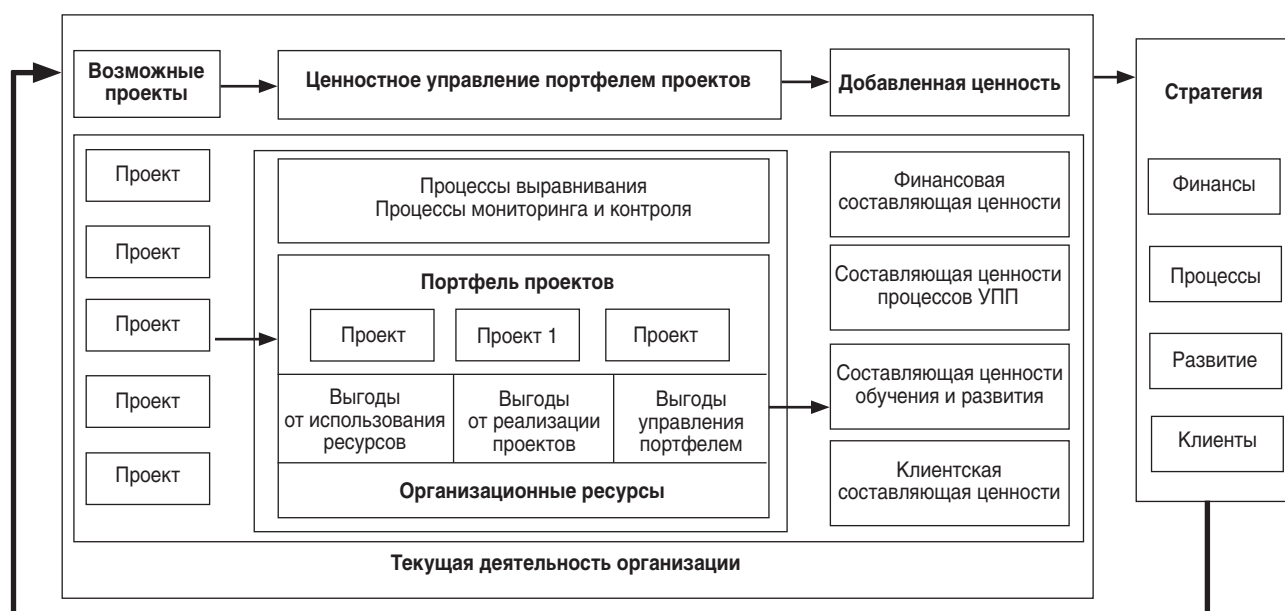 Возможные
проекты
Ценностное управление портфелем проектов
Добавленная ценность
Стратегия
Проект
Проект
Проект
Проект
Проект
Процессы выравнивания
Процессы мониторинга и контроля
Портфель проектов
Проект
Проект 1
Проект
Выгоды
от использования
ресурсов
Выгоды
от реализации
проектов
Выгоды
управления
портфелем
Организационные ресурсы
Финансовая
составляющая ценности
Составляющая ценности
процессов УПП
Составляющая ценности
обучения и развития
Клиентская
составляющая ценности
Финансы
Процессы
Развитие
Клиенты
Текущая деятельность организации